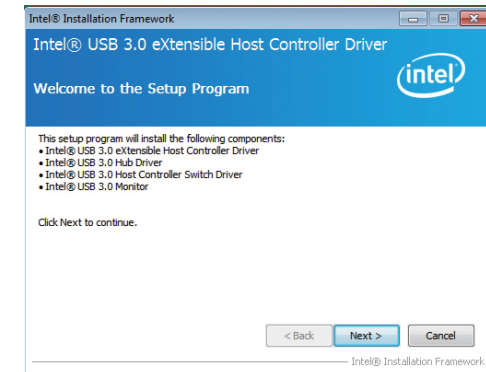 Intel® Installation Framework
Intel® USB 3.0 eXtensible Host Controller Driver
Welcome to the Setup Program
intel®
This setup program will install the following components:
• Intel® USB 3.0 eXtensible Host Controller Driver
• Intel® USB 3.0 Hub Driver
• Intel® USB 3.0 Host Controller Switch Driver
• Intel® USB 3.0 Monitor
Click Next to continue.
< Back Next > Cancel
Intel® Installation Framework